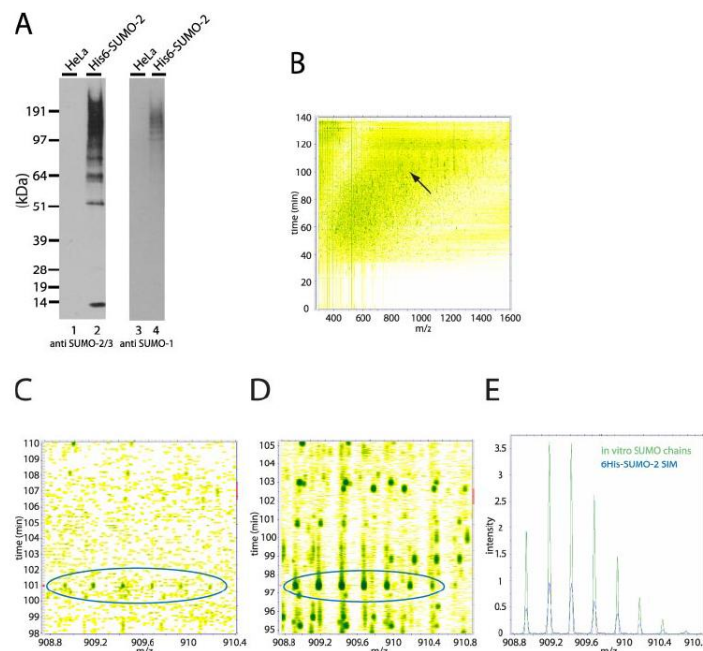 A
HeLa
His6-SUMO-2
HeLa
His6-SUMO-2
(kDa)
191
97
64
51
39
28
19
14
1 2 3 4
anti SUMO-2/3 anti SUMO-1
B
time (min)
140
120
100
80
60
40
20
0
400 600 800 1000 1200 1400 1600
m/z
C
time (min)
110
108
107
106
104
102
101
100
98
908.8 909.2 909.6 910 910.4
m/z
D
time (min)
105
104
103
102
101
100
99
98
97
96
95
908.8 909.2 909.6 910 910.4 910.8
m/z
E
in vitro SUMO chains
6His-SUMO-2 SIM
intensity
3.5
3
2.5
2
1.5
1
0.5
0
908.8 909.2 909.6 910 910.4 910.8
m/z